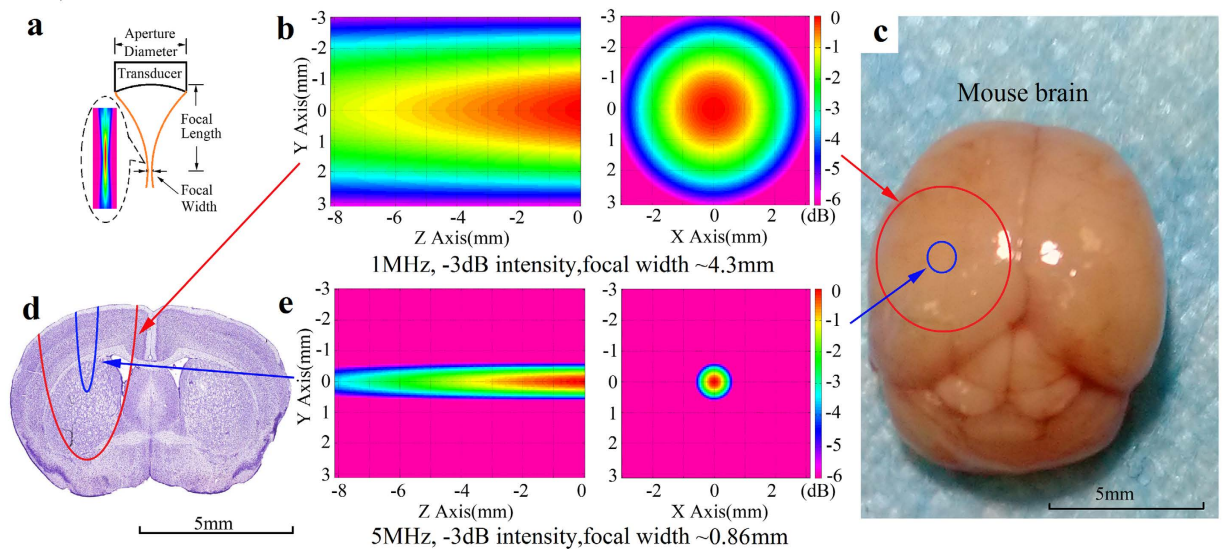 a
Aperture
Diameter
Transducer
Focal
Length
Focal
Width
b
-3
-2
-1
0
1
2
3
Y Axis(mm)
-8
-6
-4
-2
0
Z Axis(mm)
-3
-2
-1
0
1
2
3
-2
0
2
X Axis(mm)
0
-1
-2
-3
-4
-5
-6
(dB)
1MHz, -3dB intensity,focal width ~4.3mm
c
Mouse brain
5mm
d
5mm
e
-3
-2
-1
0
1
2
3
Y Axis(mm)
-8
-6
-4
-2
0
Z Axis(mm)
-3
-2
-1
0
1
2
3
-2
0
2
X Axis(mm)
0
-1
-2
-3
-4
-5
-6
(dB)
5MHz, -3dB intensity,focal width ~0.86mm